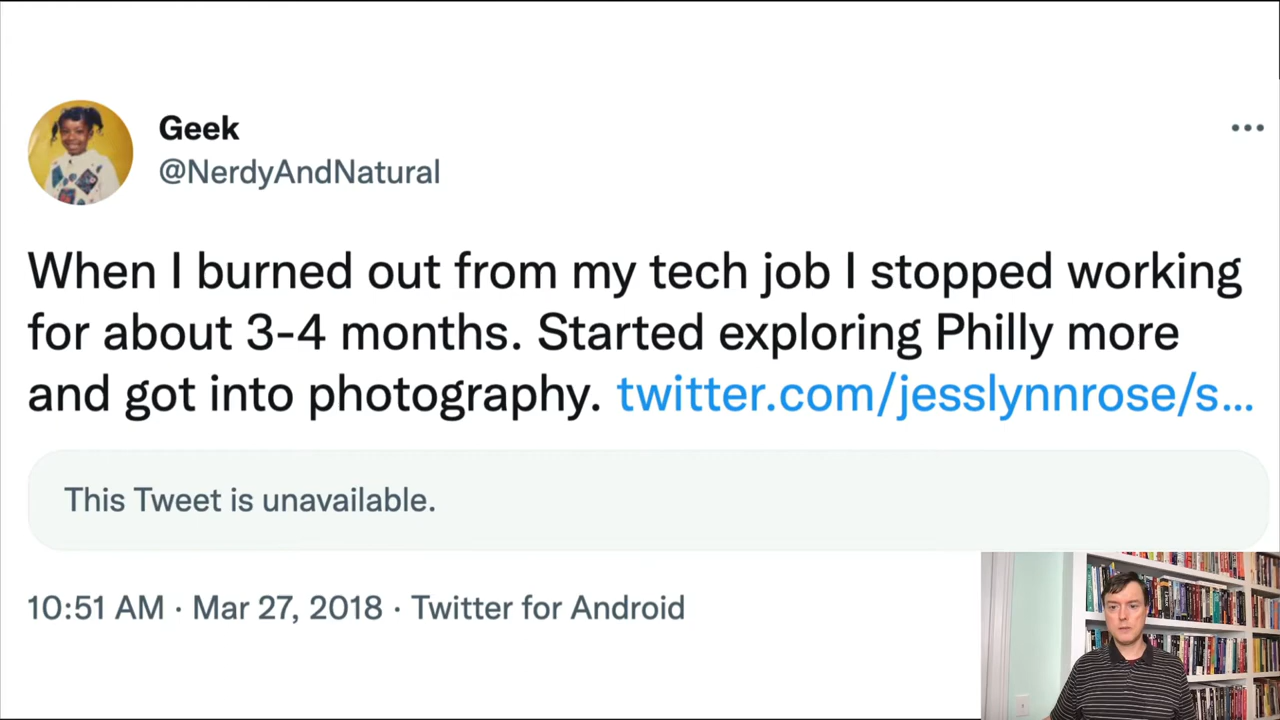 Geek
@NerdyAndNatural
When I burned out from my tech job I stopped working
for about 3-4 months. Started exploring Philly more
and got into photography. twitter.com/jesslynnrose/s...
This Tweet is unavailable.
10:51 AM · Mar 27, 2018 · Twitter for Android